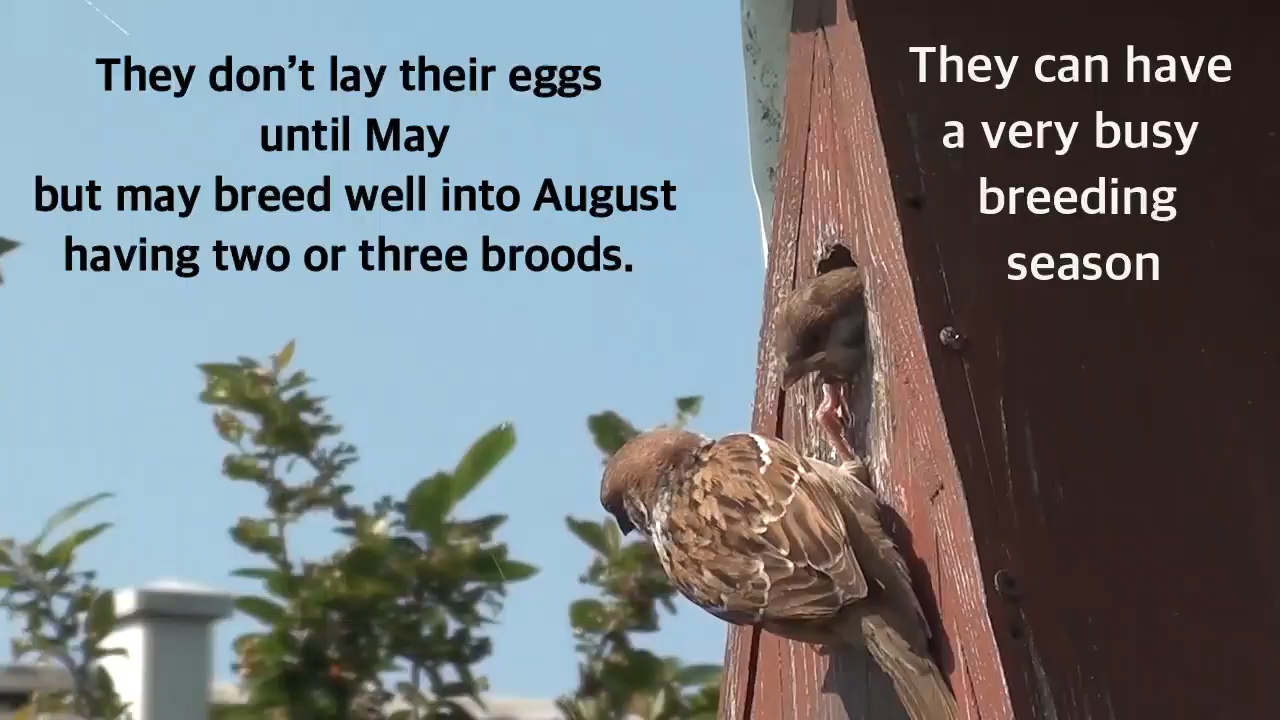 They don’t lay their eggs
until May
but may breed well into August
having two or three broods.
They can have
a very busy
breeding
season